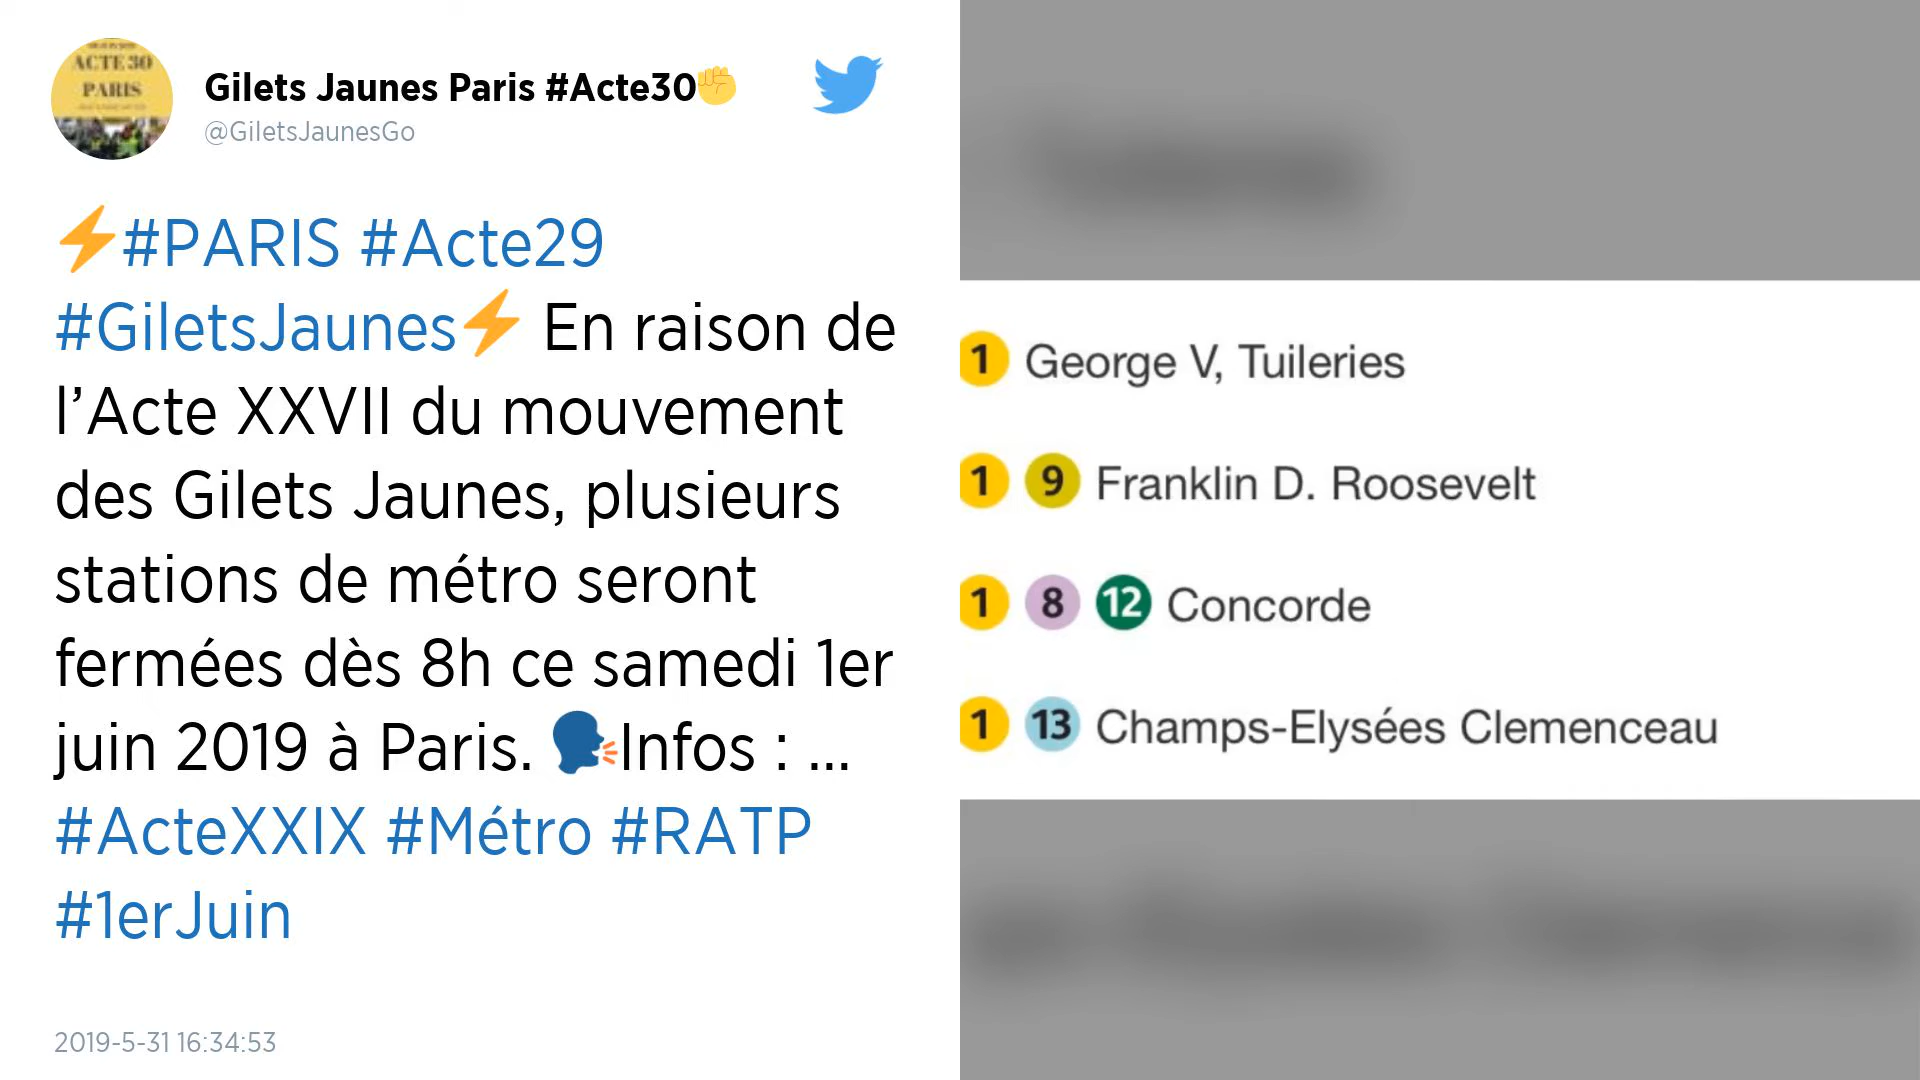 ACTE 30
PARIS
Gilets Jaunes Paris #Acte30✊
@GiletsJaunesGo
⚡#PARIS #Acte29
#GiletsJaunes⚡ En raison de
l’Acte XXVII du mouvement
des Gilets Jaunes, plusieurs
stations de métro seront
fermées dès 8h ce samedi 1er
juin 2019 à Paris. 🗣Infos : ...
#ActeXXIX #Métro #RATP
#1erJuin
2019-5-31 16:34:53
1 George V, Tuileries
1 9 Franklin D. Roosevelt
1 8 12 Concorde
1 13 Champs-Elysées Clemenceau